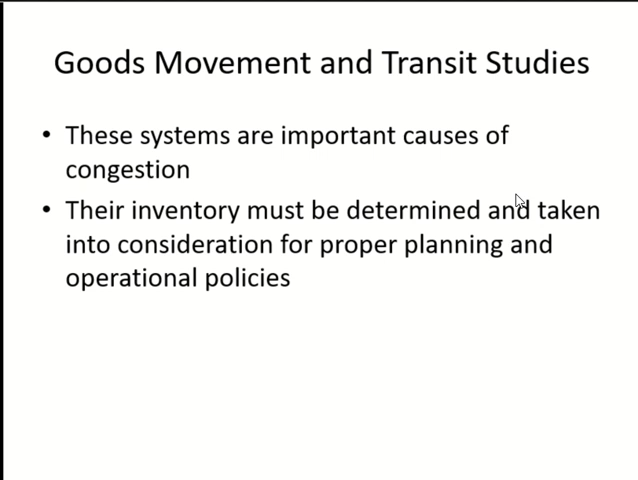 Goods Movement and Transit Studies
• These systems are important causes of
congestion
• Their inventory must be determined and taken
into consideration for proper planning and
operational policies